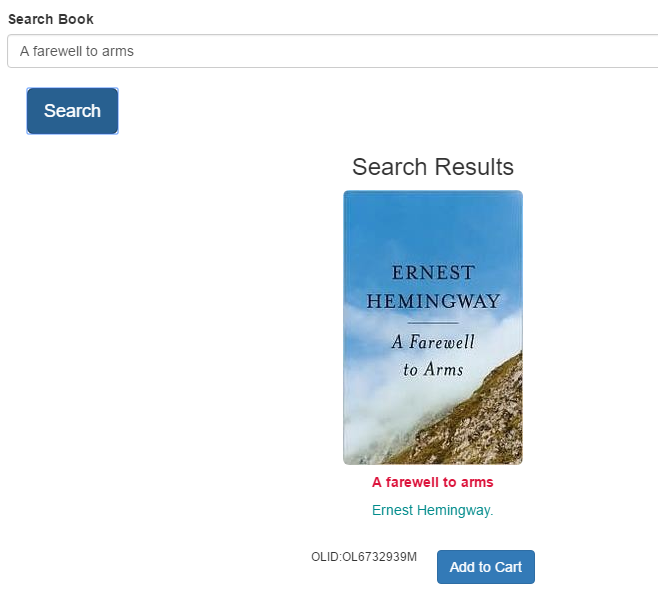 Search Book
A farewell to arms
Search
Search Results
ERNEST
HEMINGWAY
A Farewell
to Arms
A farewell to arms
Ernest Hemingway.
OLID:OL6732939M
Add to Cart